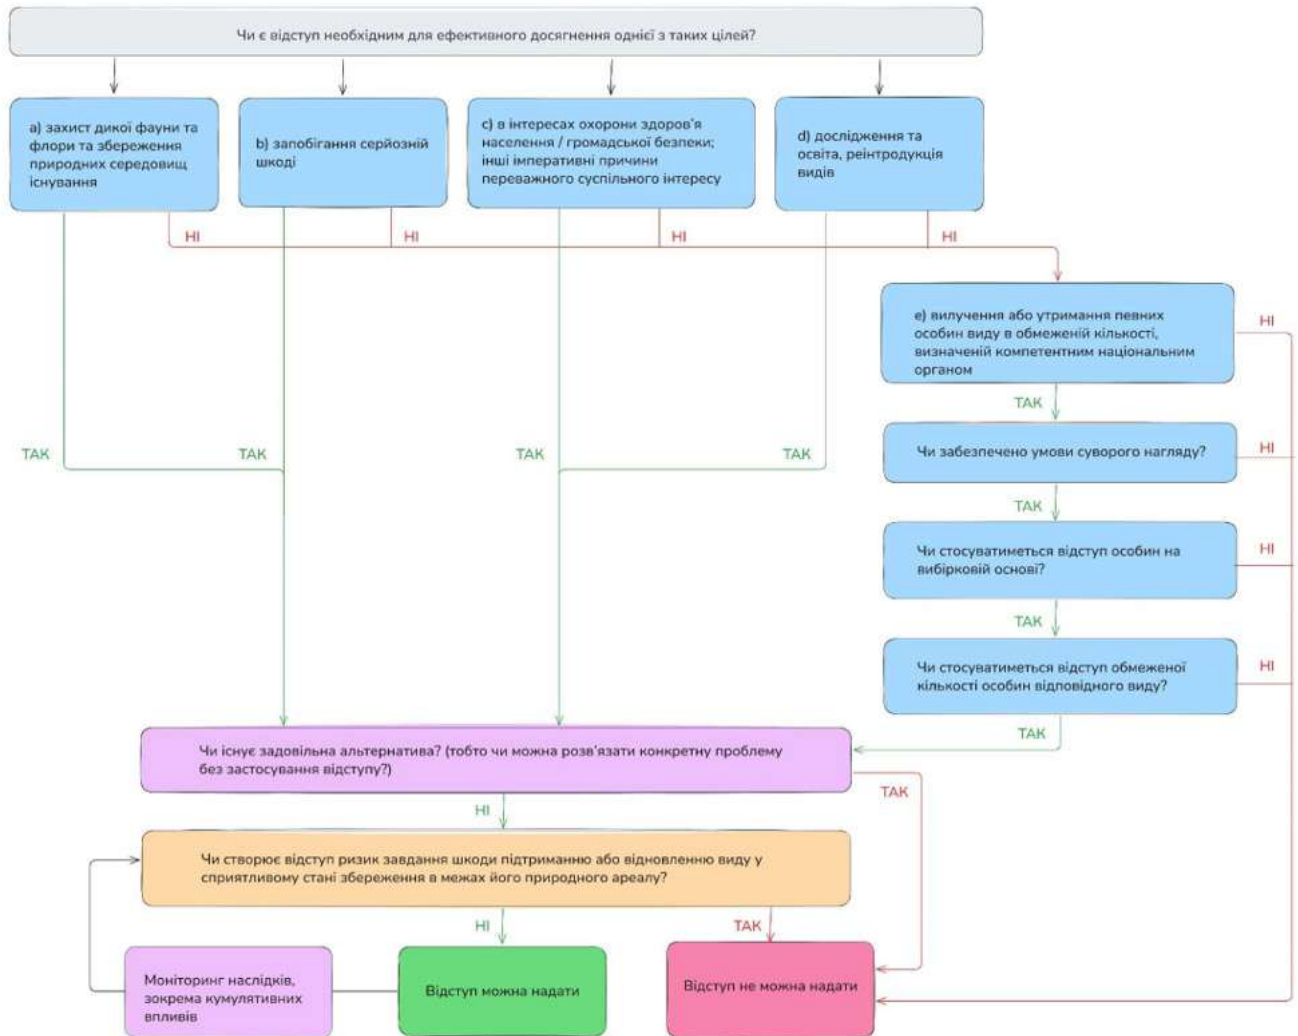 Чи є відступ необхідним для ефективного досягнення однієї з таких цілей?
a) захист дикої фауни та
флори та збереження
природних середовищ
існування
b) запобігання серйозній
шкоді
c) в інтересах охорони здоров'я
населення / громадської безпеки;
інші імперативні причини
переважного суспільного інтересу
d) дослідження та
освіта, реінтродукція
видів
НІ
НІ
НІ
НІ
e) вилучення або утримання певних
особин виду в обмеженій кількості,
визначеній компетентним національним
органом
НІ
ТАК
ТАК
ТАК
ТАК
ТАК
Чи забезпечено умови суворого нагляду?
НІ
ТАК
Чи стосуватиметься відступ особин на
вибірковій основі?
НІ
ТАК
Чи стосуватиметься відступ обмеженої
кількості особин відповідного виду?
НІ
ТАК
Чи існує задовільна альтернатива? (тобто чи можна розв'язати конкретну проблему
без застосування відступу?)
ТАК
НІ
Чи створює відступ ризик завдання шкоди підтриманню або відновленню виду у
сприятливому стані збереження в межах його природного ареалу?
НІ
ТАК
Моніторинг наслідків,
зокрема кумулятивних
впливів
Відступ можна надати
Відступ не можна надати